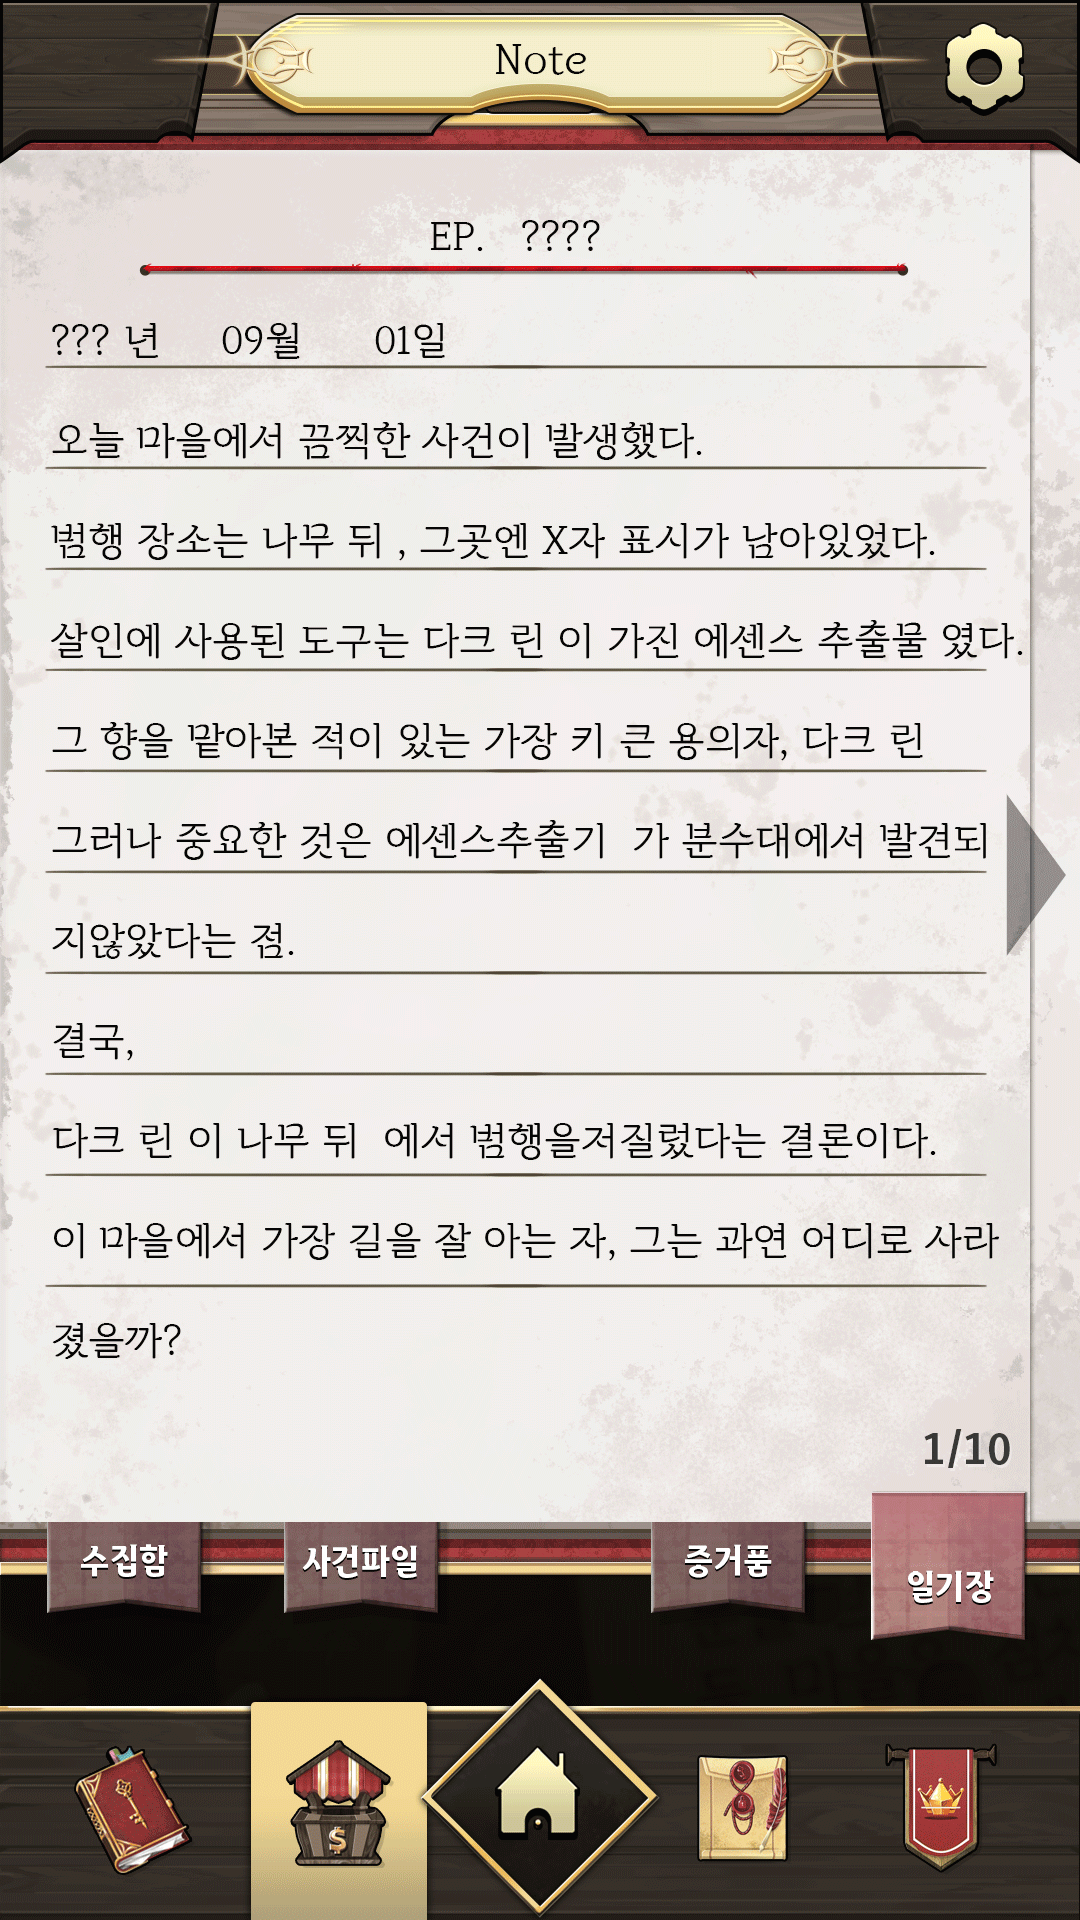 Note
EP. ????
??? 년 09월 01일
오늘 마을에서 끔찍한 사건이 발생했다.
범행 장소는 나무 뒤 , 그곳엔 X자 표시가 남아있었다.
살인에 사용된 도구는 다크 린 이 가진 에센스 추출물 였다.
그 향을 맡아본 적이 있는 가장 키 큰 용의자, 다크 린
그러나 중요한 것은 에센스추출기 가 분수대에서 발견되
지않았다는 점.
결국,
다크 린 이 나무 뒤 에서 범행을저질렀다는 결론이다.
이 마을에서 가장 길을 잘 아는 자, 그는 과연 어디로 사라
졌을까?
1/10
수집함 사건파일 증거품 일기장
$